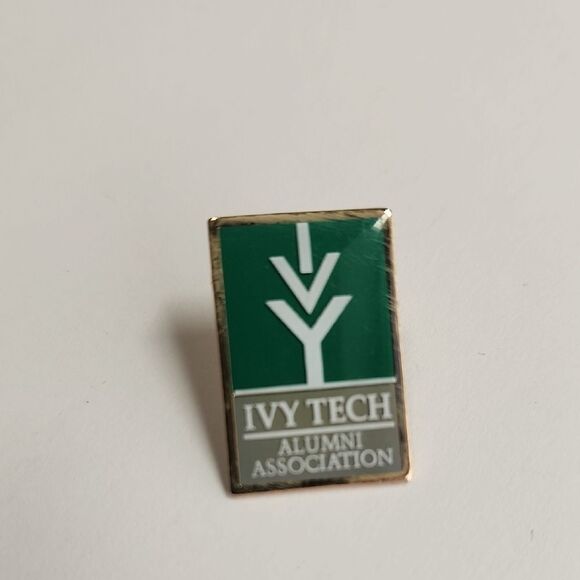 I
V
Y
IVY TECH
ALUMNI
ASSOCIATION